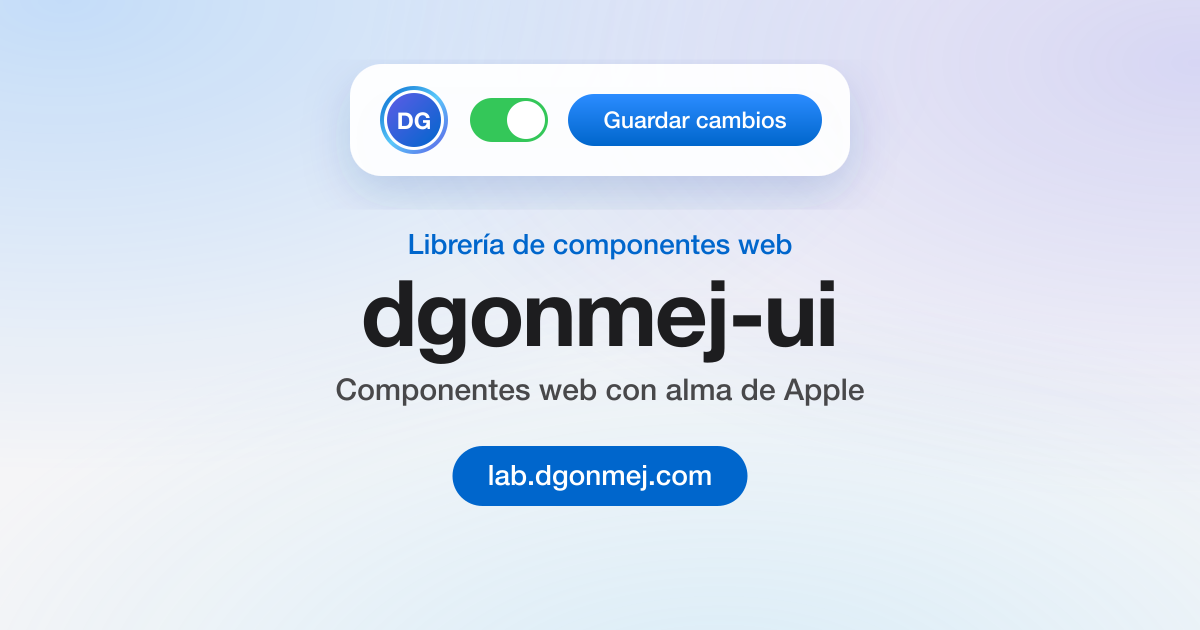 DG
Guardar cambios
Librería de componentes web
dgonmej-ui
Componentes web con alma de Apple
lab.dgonmej.com